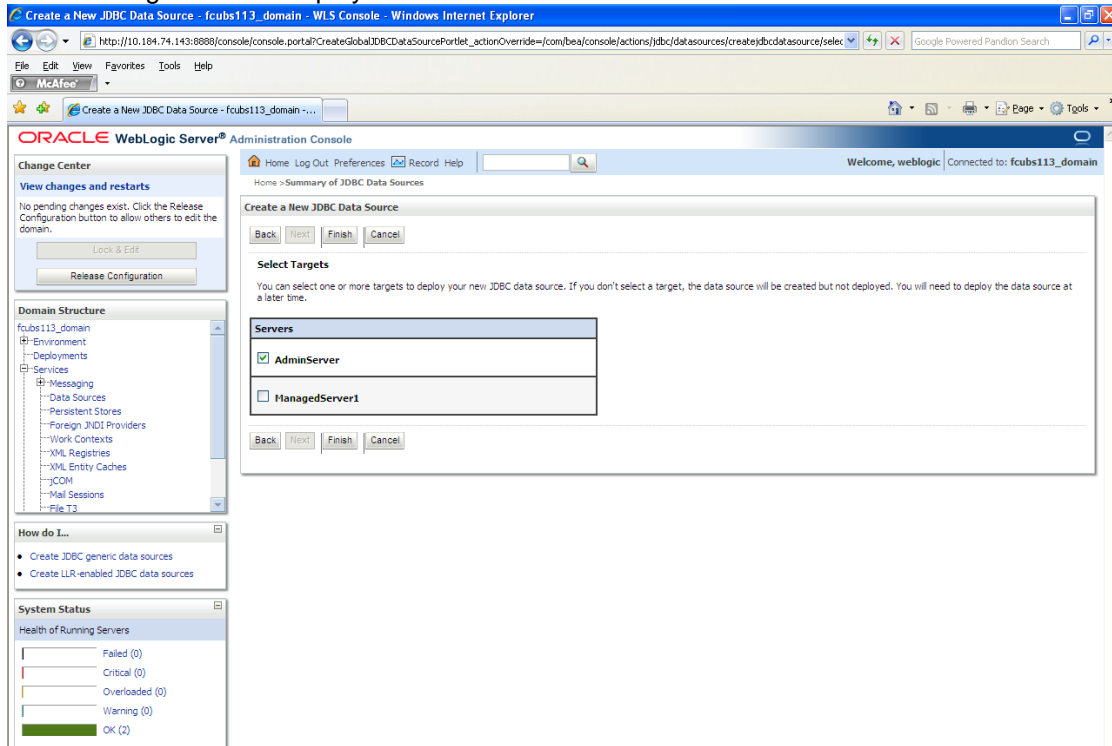 Create a New JDBC Data Source - fcubs113_domain - WLS Console - Windows Internet Explorer
http://10.184.74.143:8888/console/console.portal?CreateGlobalJDBCDataSourcePortlet_actionOverride=/com/bea/console/actions/jdbc/datasources/createjdbcdatasource/selec
Google Powered Pandion Search
File Edit View Favorites Tools Help
McAfee
Create a New JDBC Data Source - fcubs113_domain -...
Page Tools
ORACLE WebLogic Server® Administration Console
Change Center
View changes and restarts
No pending changes exist. Click the Release
Configuration button to allow others to edit the
domain.
Lock & Edit
Release Configuration
Domain Structure
fcubs113_domain
Environment
Deployments
Services
Messaging
Data Sources
Persistent Stores
Foreign JNDI Providers
Work Contexts
XML Registries
XML Entity Caches
jCOM
Mail Sessions
File T3
How do I...
Create JDBC generic data sources
Create LLR-enabled JDBC data sources
System Status
Health of Running Servers
Failed (0)
Critical (0)
Overloaded (0)
Warning (0)
OK (2)
Home Log Out Preferences Record Help
Welcome, weblogic Connected to: fcubs113_domain
Home >Summary of JDBC Data Sources
Create a New JDBC Data Source
Back Next Finish Cancel
Select Targets
You can select one or more targets to deploy your new JDBC data source. If you don't select a target, the data source will be created but not deployed. You will need to deploy the data source at
a later time.
Servers
AdminServer
ManagedServer1
Back Next Finish Cancel